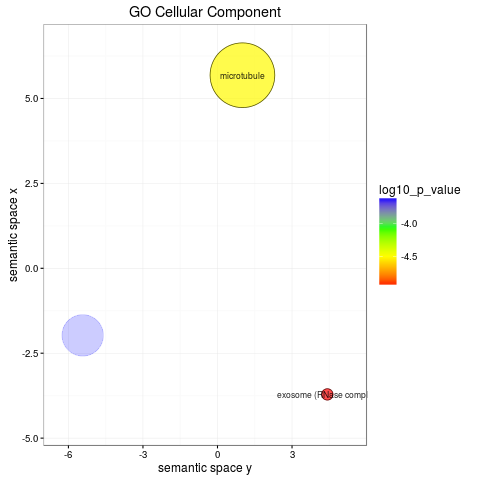 GO Cellular Component
microtubule
exosome (RNase compl
5.0
2.5
0.0
-2.5
-5.0
-6
-3
0
3
semantic space y
semantic space x
log10_p_value
-4.0
-4.5